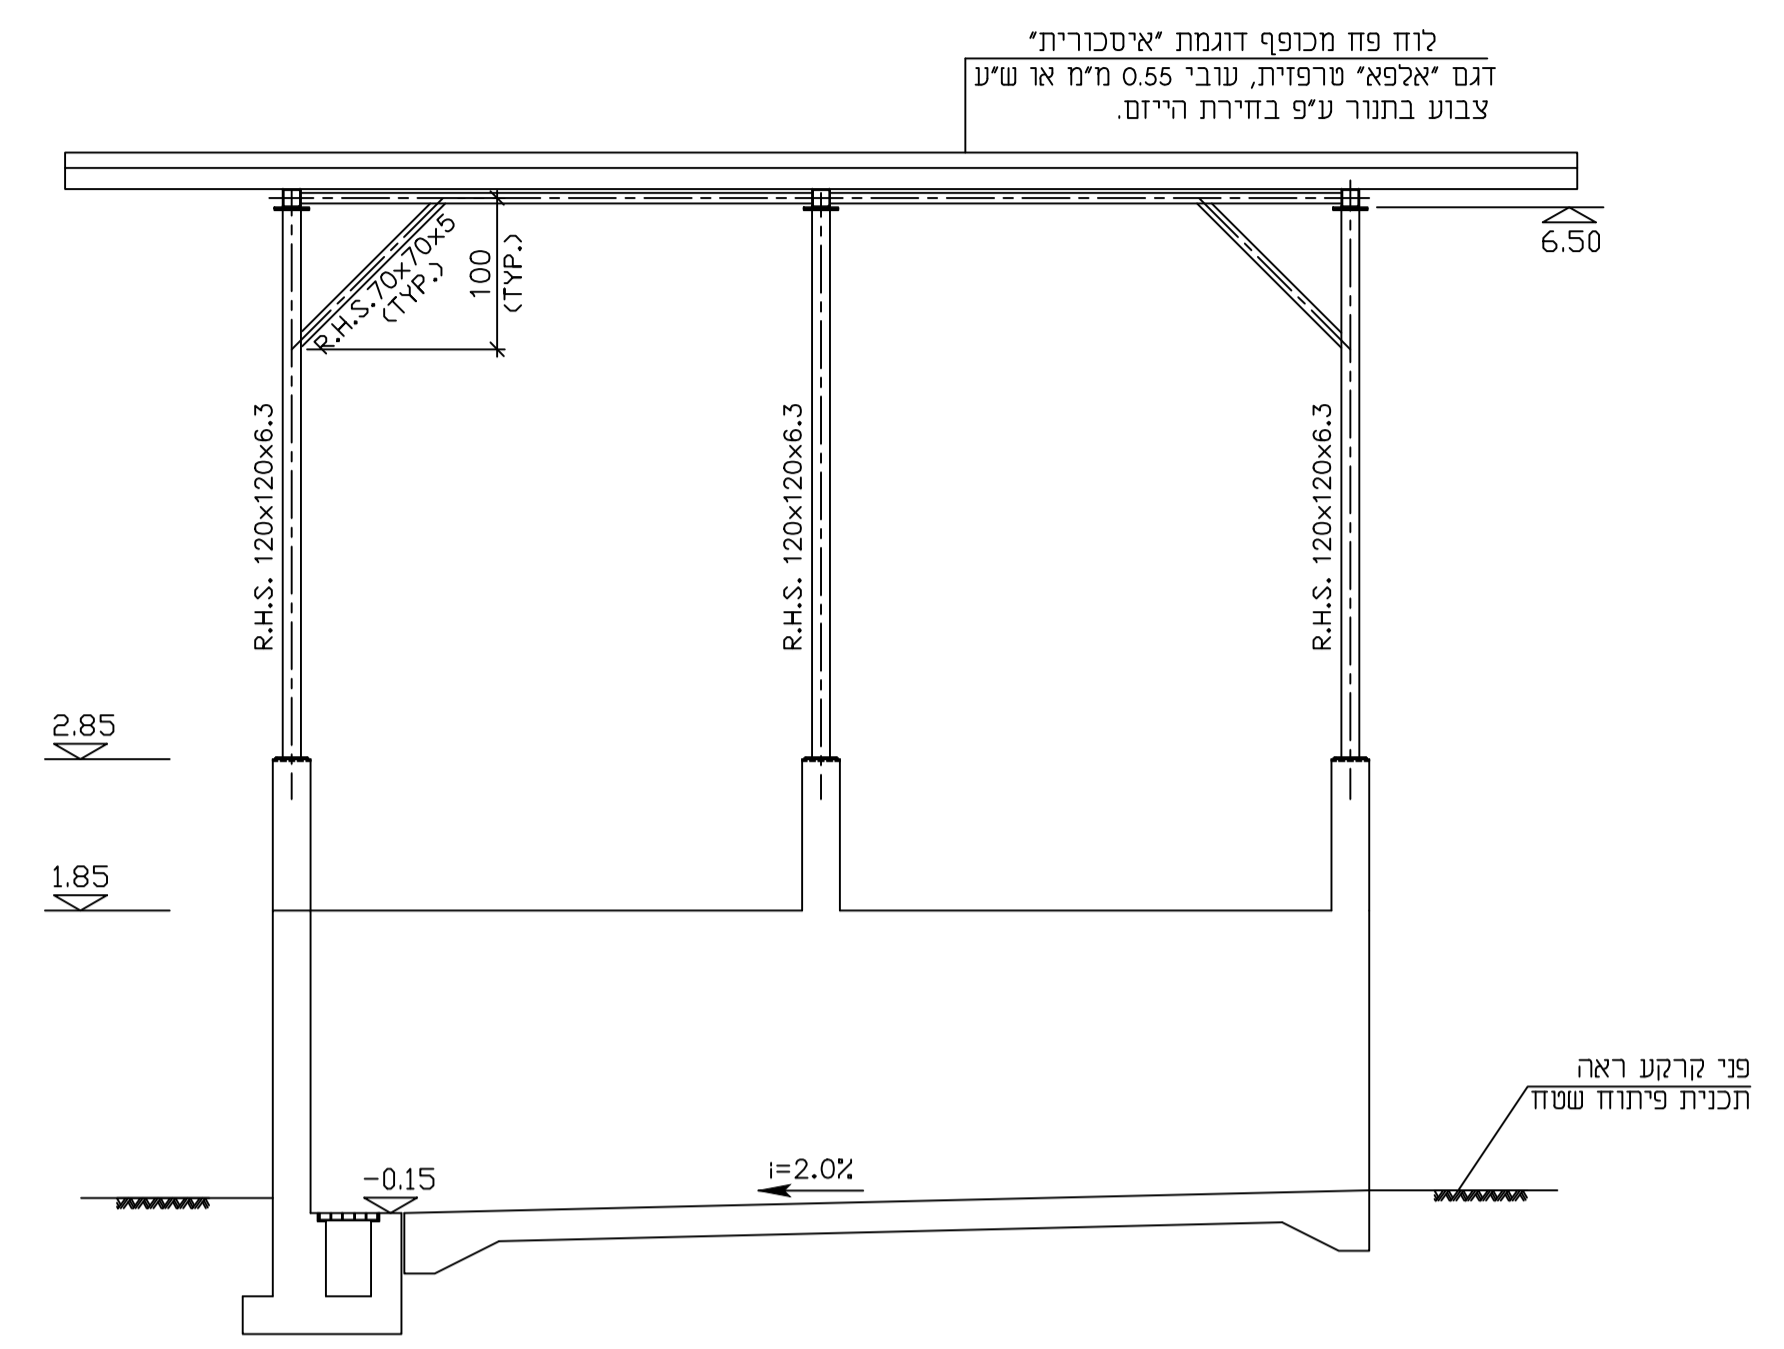 לוח פח מכופף דוגמת "איסכורית"
דגם "אלפא" טרפזית, עובי 0.55 מ"מ או ש"ע
צבוע בתנור ע"פ בחירת הייזם.
6.50
R.H.S.70x70x5
(TYP.)
100
(TYP.)
R.H.S. 120x120x6.3
R.H.S. 120x120x6.3
R.H.S. 120x120x6.3
2.85
1.85
פני קרקע ראה
תכנית פיתוח שטח
i=2.0%
-0.15